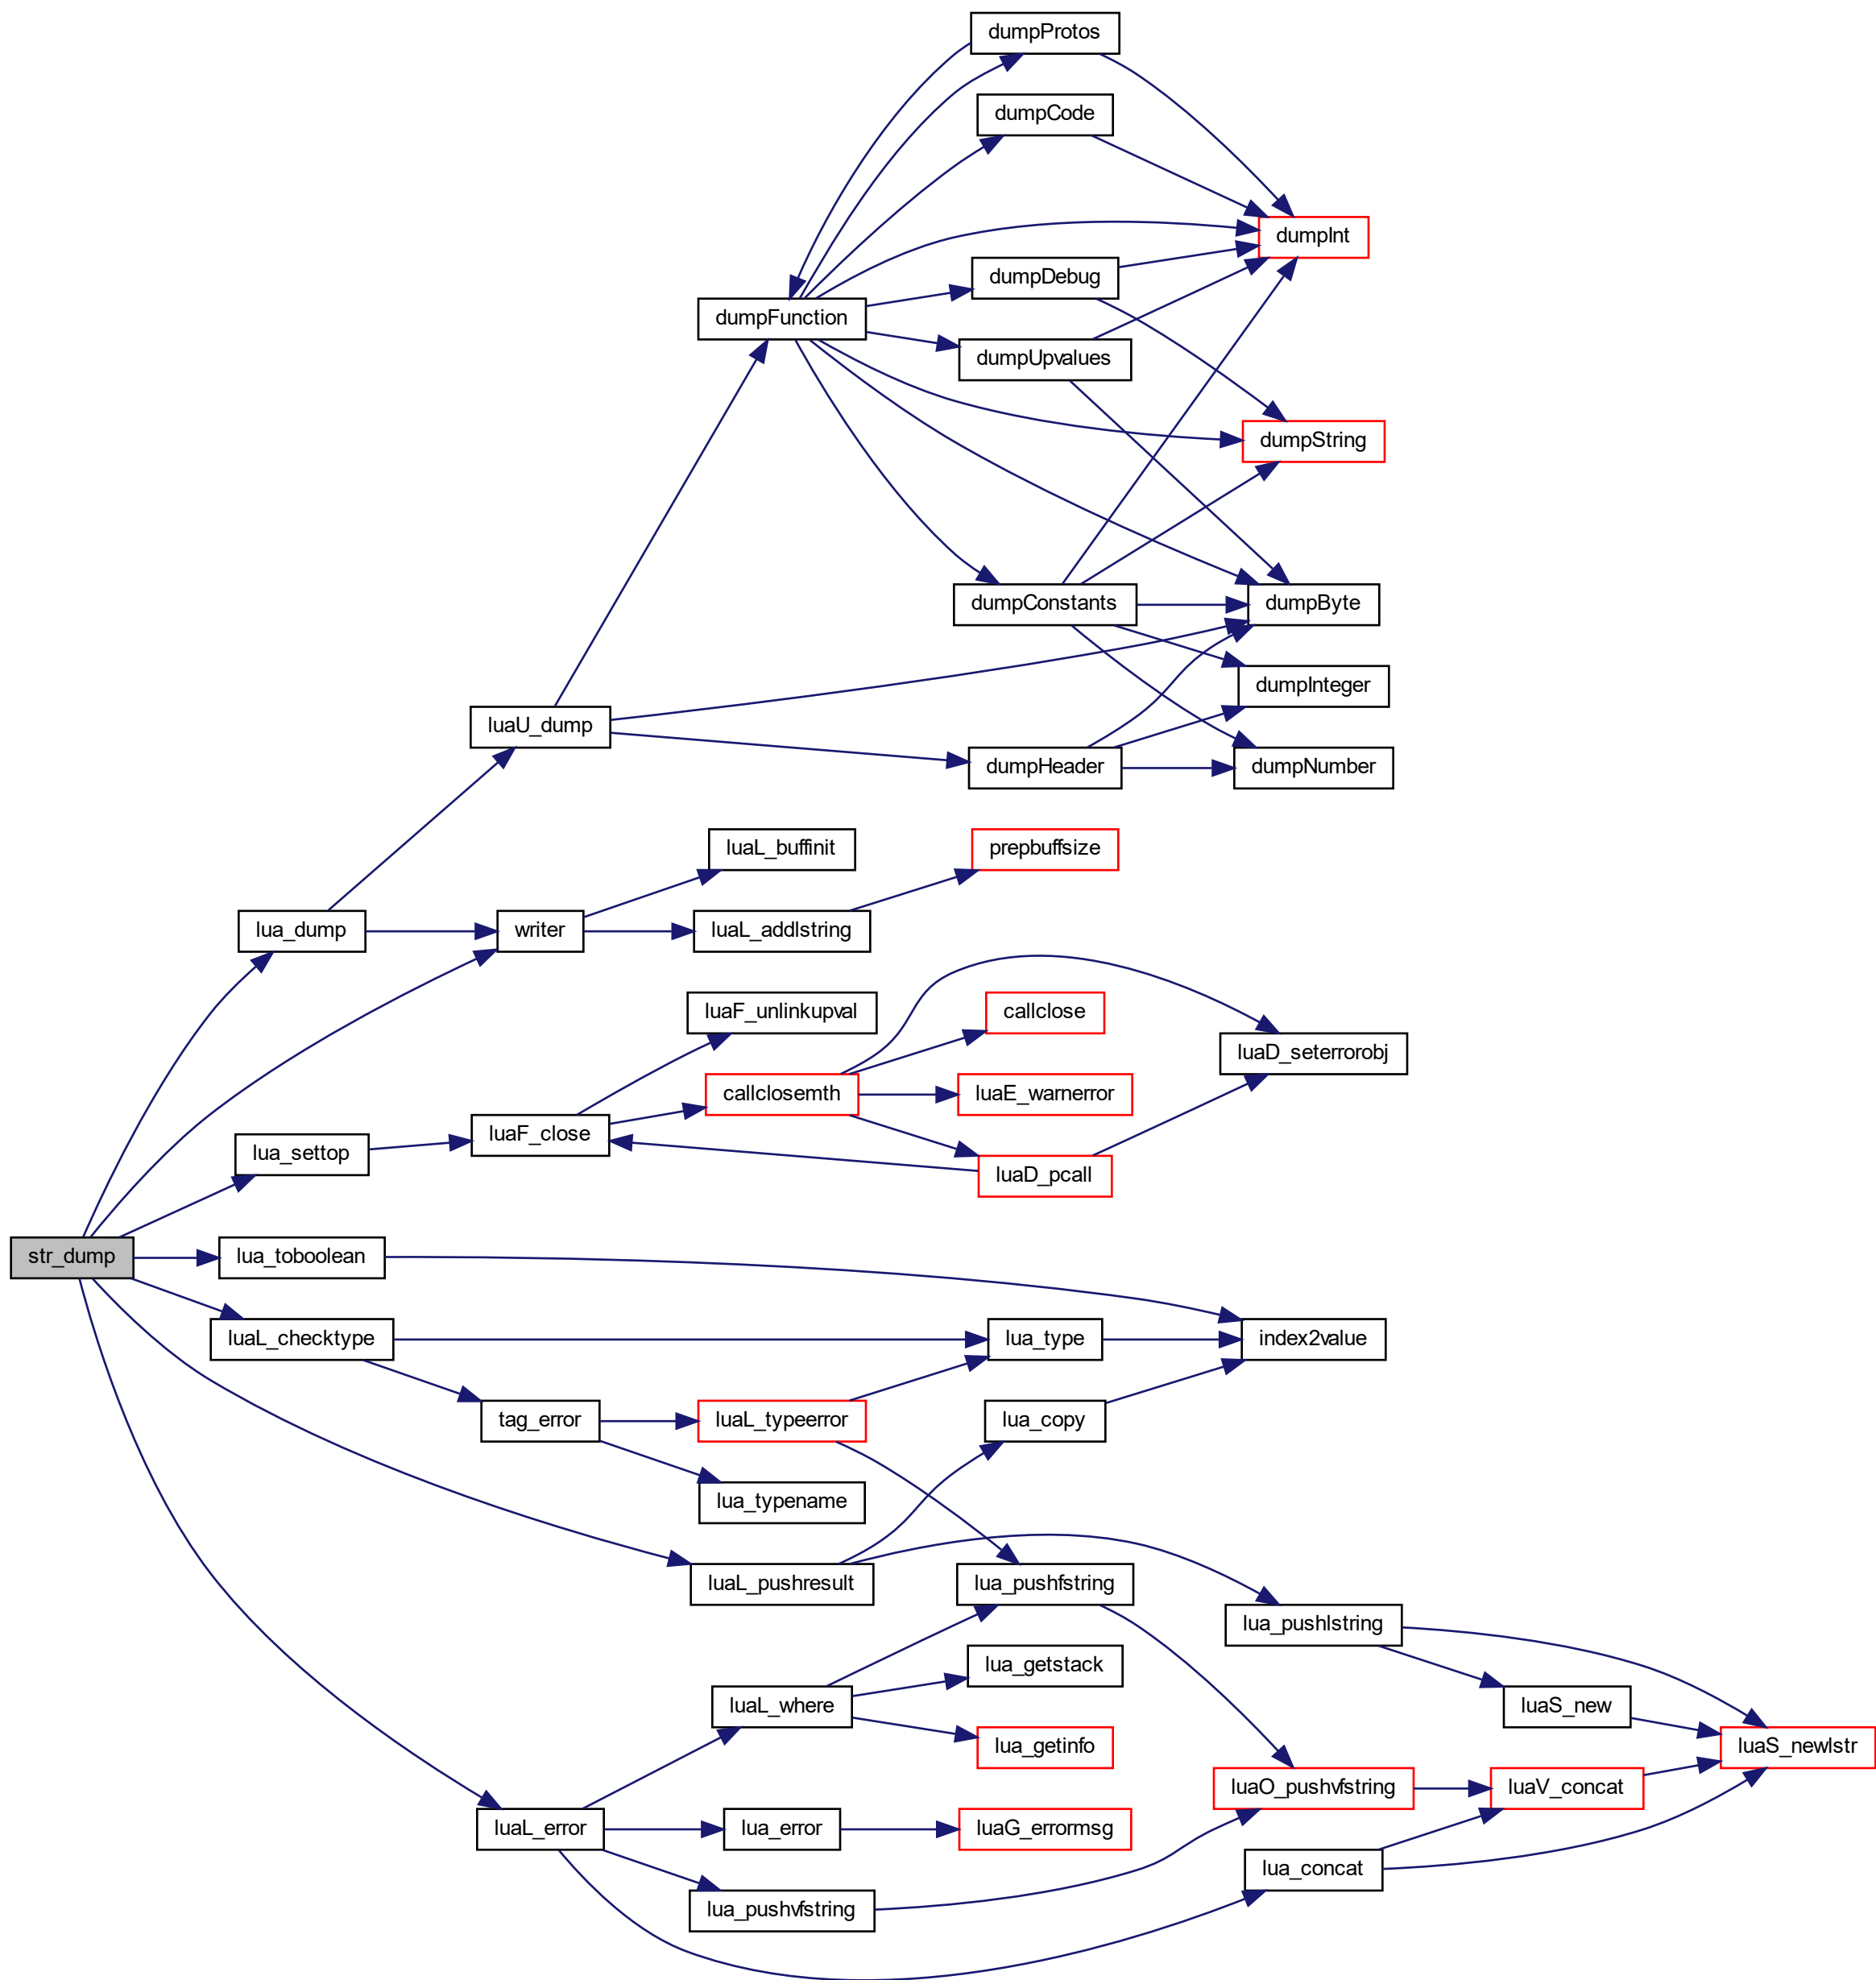 dumpProtos
dumpCode
dumpInt
dumpDebug
dumpFunction
dumpUpvalues
dumpString
dumpConstants
dumpByte
dumpInteger
luaU_dump
dumpHeader
dumpNumber
luaL_buffinit
prepbuffsize
lua_dump
writer
luaL_addlstring
luaF_unlinkupval
callclose
luaD_seterrorobj
callclosemth
luaE_warnerror
luaF_close
lua_settop
luaD_pcall
str_dump
lua_toboolean
luaL_checktype
lua_type
index2value
tag_error
luaL_typeerror
lua_copy
lua_typename
luaL_pushresult
lua_pushfstring
lua_pushlstring
lua_getstack
luaL_where
luaS_new
lua_getinfo
luaS_newlstr
luaO_pushvfstring
luaV_concat
luaL_error
lua_error
luaG_errormsg
lua_concat
lua_pushvfstring